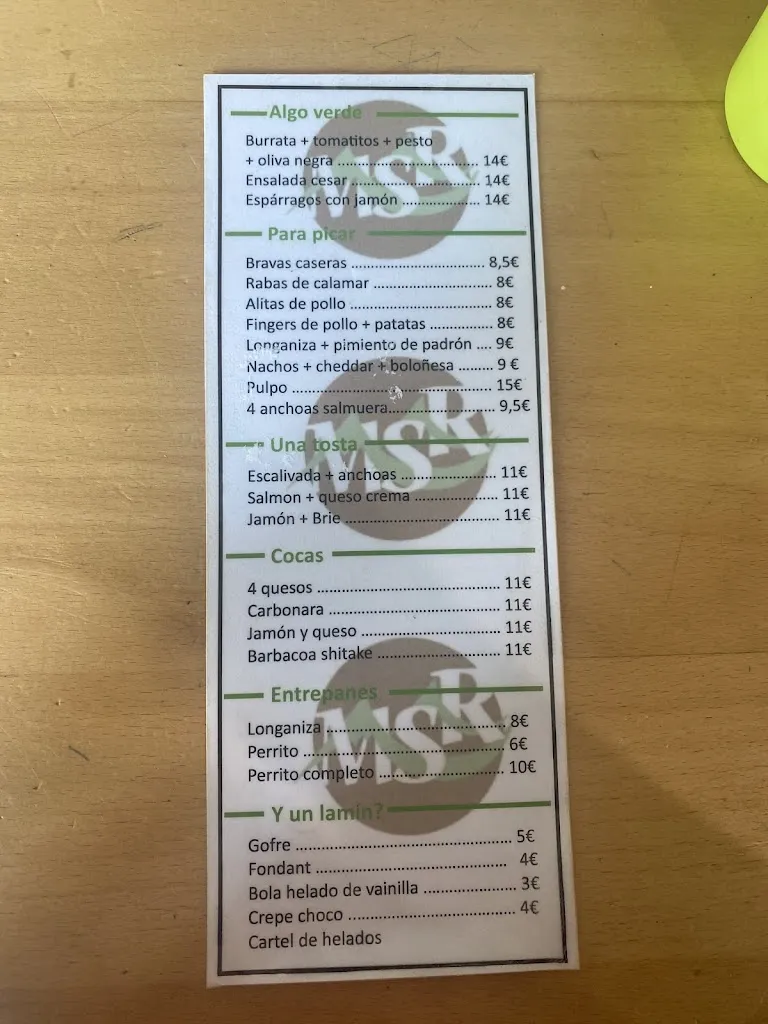 Algo verde
Burrata + tomatitos + pesto
+ oliva negra ................................. 14€
Ensalada cesar ............................... 14€
Espárragos con jamón .................... 14€
Para picar
Bravas caseras .................................. 8,5€
Rabas de calamar .............................. 8€
Alitas de pollo .................................... 8€
Fingers de pollo + patatas ................ 8€
Longaniza + pimiento de padrón .... 9€
Nachos + cheddar + boloñesa ......... 9 €
Pulpo ................................................... 15€
4 anchoas salmuera........................... 9,5€
Una tosta
Escalivada + anchoas ........................ 11€
Salmon + queso crema ..................... 11€
Jamón + Brie ....................................... 11€
Cocas
4 quesos .............................................. 11€
Carbonara ........................................... 11€
Jamón y queso ................................... 11€
Barbacoa shitake ............................... 11€
Entrepanes
Longaniza ............................................ 8€
Perrito .................................................. 6€
Perrito completo ............................... 10€
Y un lamín?
Gofre ..................................................... 5€
Fondant ............................................... 4€
Bola helado de vainilla ....................... 3€
Crepe choco ......................................... 4€
Cartel de helados
MSR
MSR
MSR